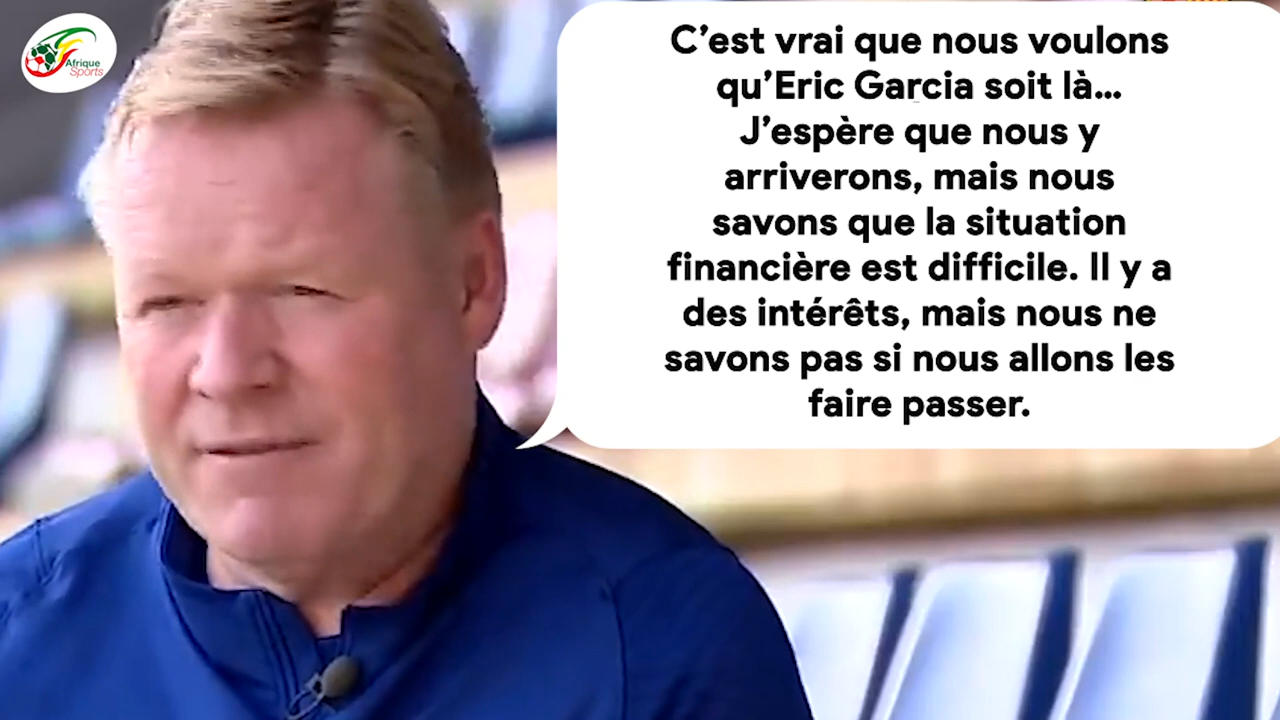 Afrique
Sports
C’est vrai que nous voulons
qu’Eric Garcia soit là...
J’espère que nous y
arriverons, mais nous
savons que la situation
financière est difficile. Il y a
des intérêts, mais nous ne
savons pas si nous allons les
faire passer.